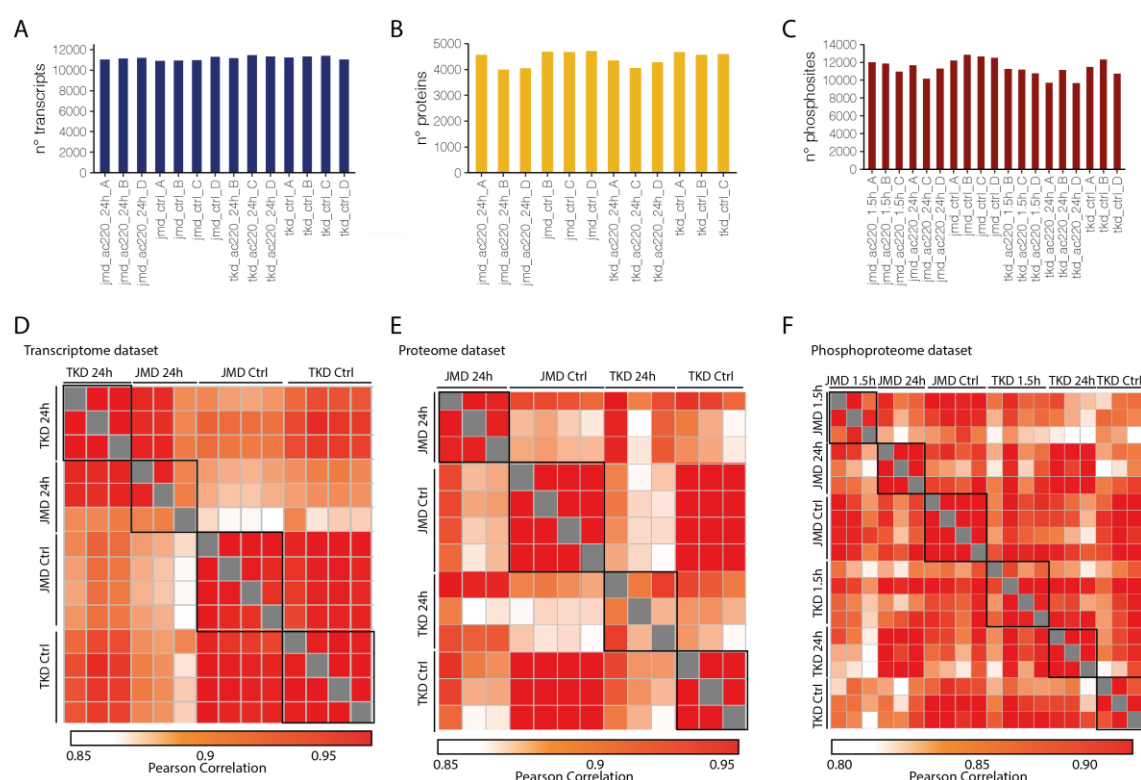 A
n° transcripts
12000
10000
8000
6000
4000
2000
0
jmd_ac220_24h_A
jmd_ac220_24h_B
jmd_ac220_24h_D
jmd_ctrl_A
jmd_ctrl_B
jmd_ctrl_C
jmd_ctrl_D
tkd_ac220_24h_B
tkd_ac220_24h_C
tkd_ac220_24h_D
tkd_ctrl_A
tkd_ctrl_B
tkd_ctrl_C
tkd_ctrl_D
B
n° proteins
5000
4000
3000
2000
1000
0
jmd_ac220_24h_A
jmd_ac220_24h_B
jmd_ac220_24h_D
jmd_ctrl_B
jmd_ctrl_C
jmd_ctrl_D
tkd_ac220_24h_A
tkd_ac220_24h_C
tkd_ac220_24h_D
tkd_ctrl_A
tkd_ctrl_B
tkd_ctrl_C
C
n° phosphosites
14000
12000
10000
8000
6000
4000
2000
0
jmd_ac220_1.5h_A
jmd_ac220_1.5h_B
jmd_ac220_1.5h_C
jmd_ac220_24h_A
jmd_ac220_24h_C
jmd_ac220_24h_D
jmd_ctrl_A
jmd_ctrl_B
jmd_ctrl_C
jmd_ctrl_D
tkd_ac220_1.5h_B
tkd_ac220_1.5h_C
tkd_ac220_1.5h_D
tkd_ac220_24h_A
tkd_ac220_24h_B
tkd_ac220_24h_D
tkd_ctrl_A
tkd_ctrl_B
tkd_ctrl_D
D
Transcriptome dataset
TKD 24h JMD 24h JMD Ctrl TKD Ctrl
TKD 24h
JMD 24h
JMD Ctrl
TKD Ctrl
0.85 0.9 0.95
Pearson Correlation
E
Proteome dataset
JMD 24h JMD Ctrl TKD 24h TKD Ctrl
JMD 24h
JMD Ctrl
TKD 24h
TKD Ctrl
0.85 0.9 0.95
Pearson Correlation
F
Phosphoproteome dataset
JMD 1.5h JMD 24h JMD Ctrl TKD 1.5h TKD 24h TKD Ctrl
JMD 1.5h
JMD 24h
JMD Ctrl
TKD 1.5h
TKD 24h
TKD Ctrl
0.80 0.85 0.90
Pearson Correlation